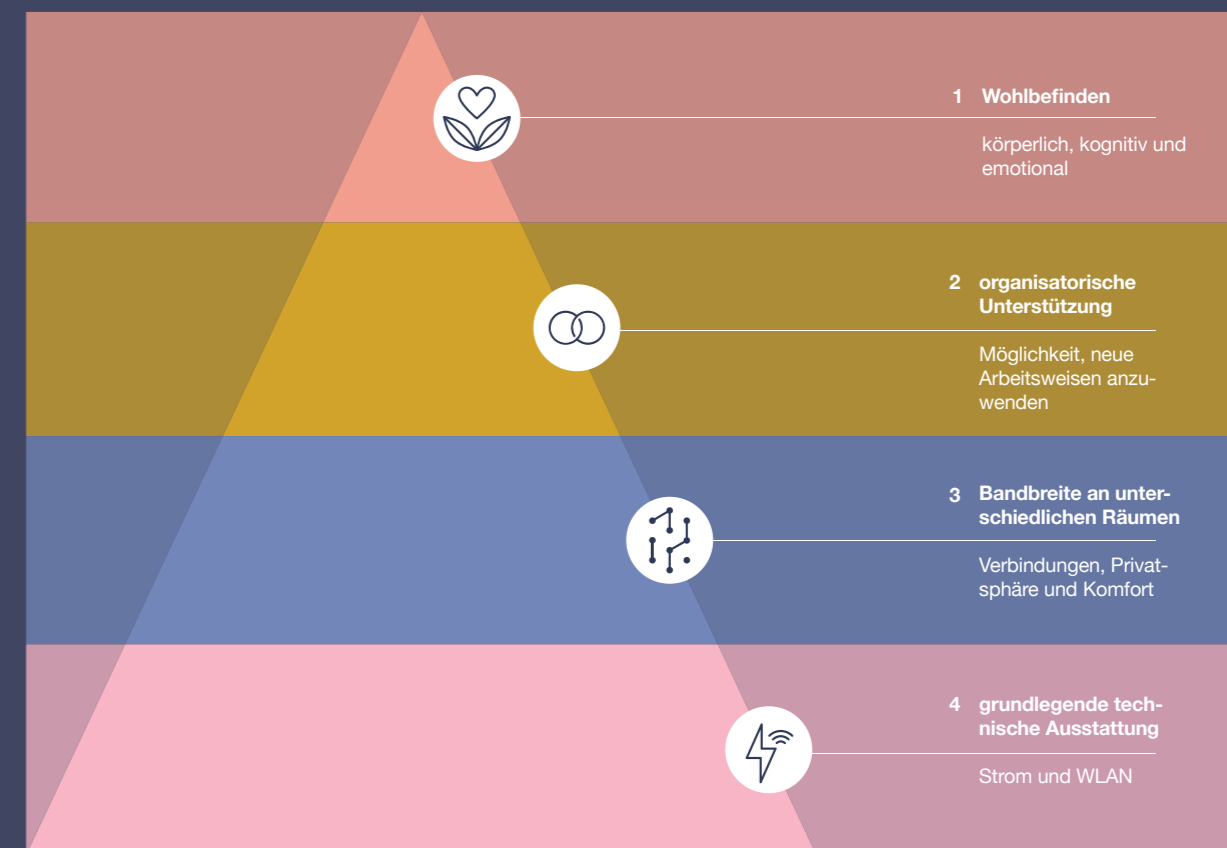 1 Wohlbefinden
körperlich, kognitiv und
emotional
2 organisatorische
Unterstützung
Möglichkeit, neue
Arbeitsweisen anzu-
wenden
3 Bandbreite an unter-
schiedlichen Räumen
Verbindungen, Privat-
sphäre und Komfort
4 grundlegende tech-
nische Ausstattung
Strom und WLAN